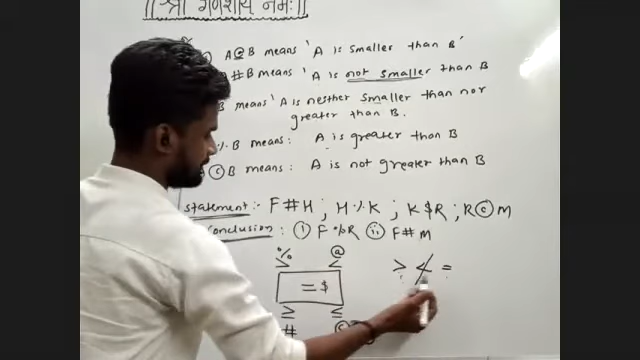 ॥ श्री गणेशाय नमः॥
A@B means 'A is smaller than B'
#B means 'A is not smaller than B
B means 'A is neither smaller than nor
greater than B.
% B means : A is greater than B
© B means : A is not greater than B
statement :- F#H ; H%K ; K$R ; R©M
conclusion : ① F%R ⑪ F#M
% @
> <
= $
≥ ≤
# ©
> < =